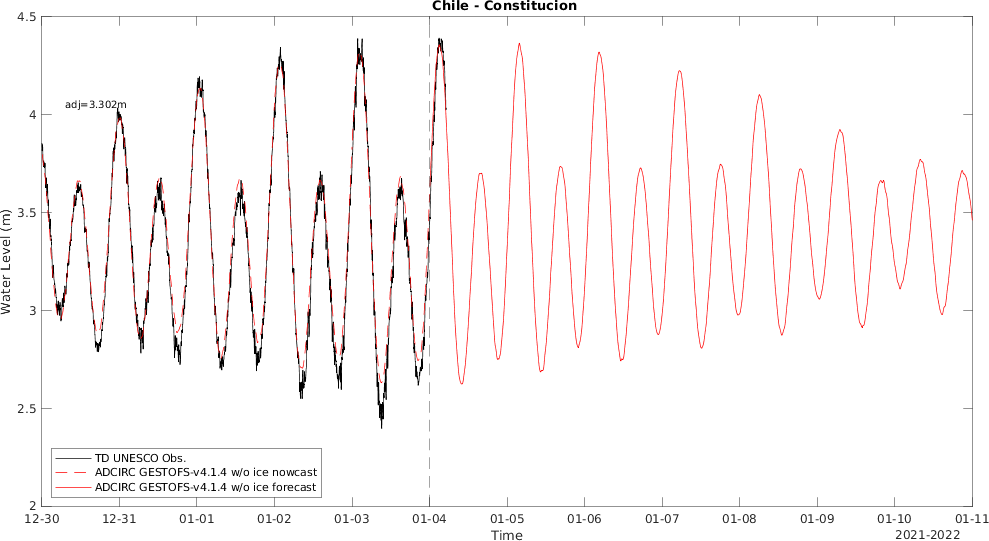 Chile - Constitucion
4.5
4
3.5
3
2.5
2
Water Level (m)
adj=3.302m
TD UNESCO Obs.
ADCIRC GESTOFS-v4.1.4 w/o ice nowcast
ADCIRC GESTOFS-v4.1.4 w/o ice forecast
12-30 12-31 01-01 01-02 01-03 01-04 01-05 01-06 01-07 01-08 01-09 01-10 01-11
Time
2021-2022